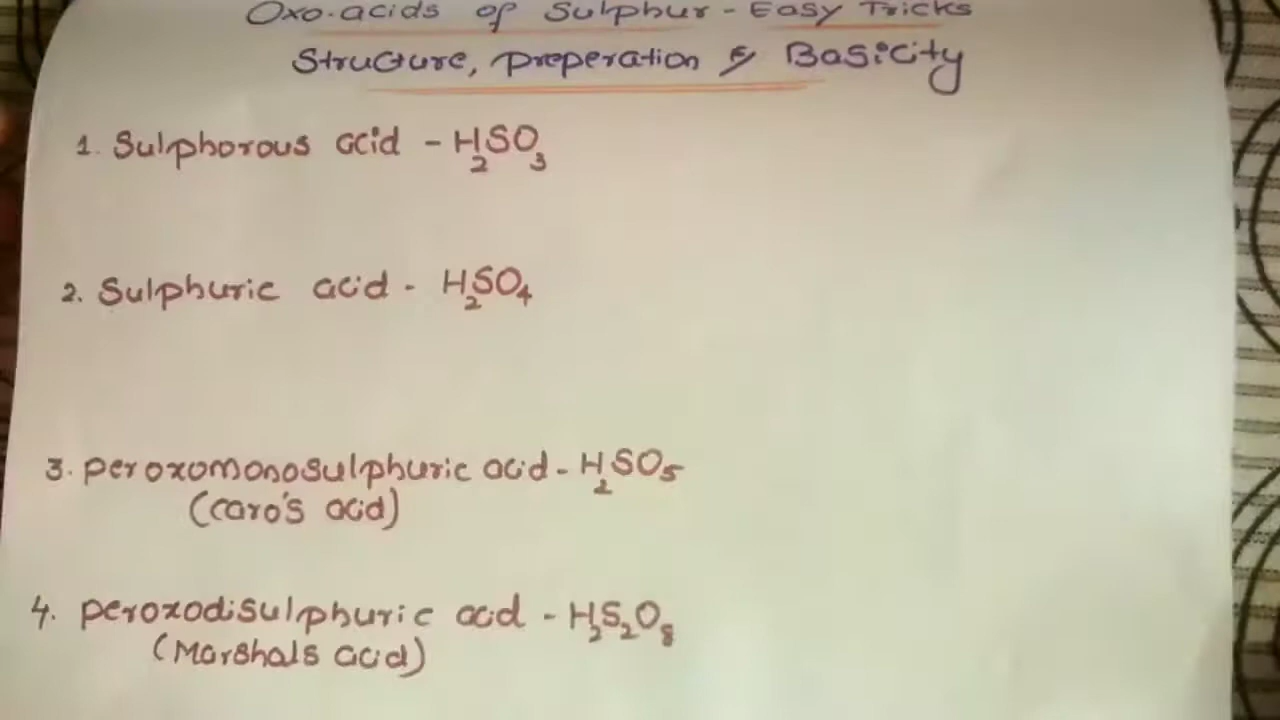 Oxo-acids of Sulphur - Easy Tricks
Structure, preperation & Basicity
1. Sulphorous acid - H₂SO₃
2. Sulphuric acid - H₂SO₄
3. peroxomonosulphuric acid - H₂SO₅
(caro's acid)
4. peroxodisulphuric acid - H₂S₂O₈
(Marshals acid)